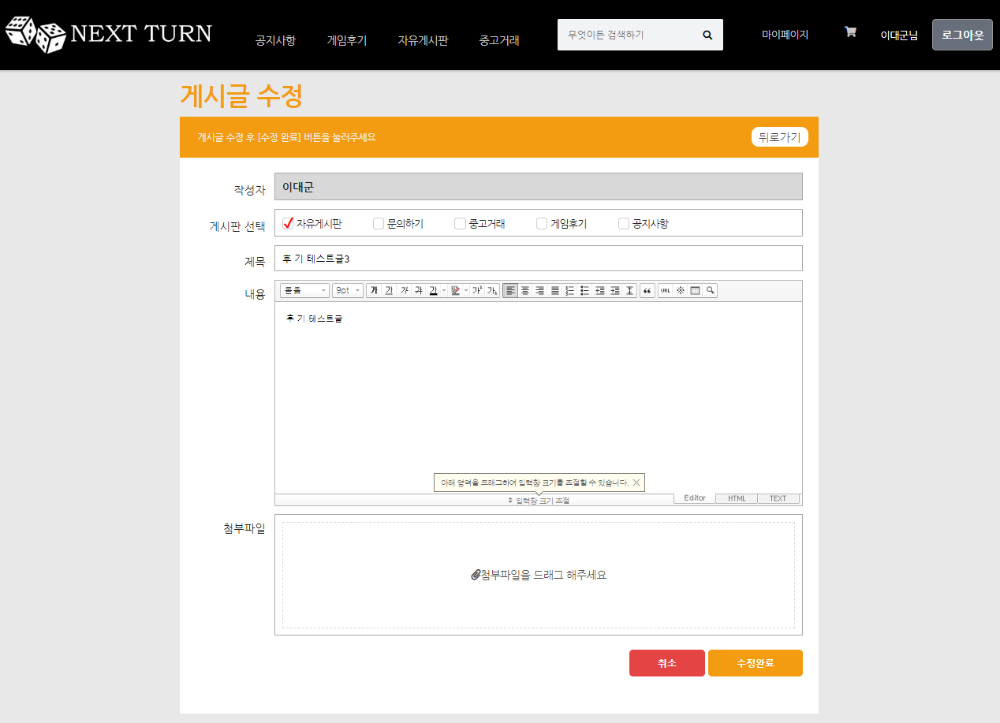 NEXT TURN
공지사항 게임후기 자유게시판 중고거래
무엇이든 검색하기
마이페이지 이대군님 로그아웃
게시글 수정
게시글 수정 후 [수정 완료] 버튼을 눌러주세요
뒤로가기
작성자 이대군
게시판 선택 자유게시판 문의하기 중고거래 게임후기 공지사항
제목 후 기 테스트글3
내용
돋움 9pt 가 가 가 가 가 가¹ 가₁ URL
후 기 테스트글
아래 영역을 드래그하여 입력창 크기를 조절할 수 있습니다.
입력창 크기 조절
Editor HTML TEXT
첨부파일
첨부파일을 드래그 해주세요
취소 수정완료